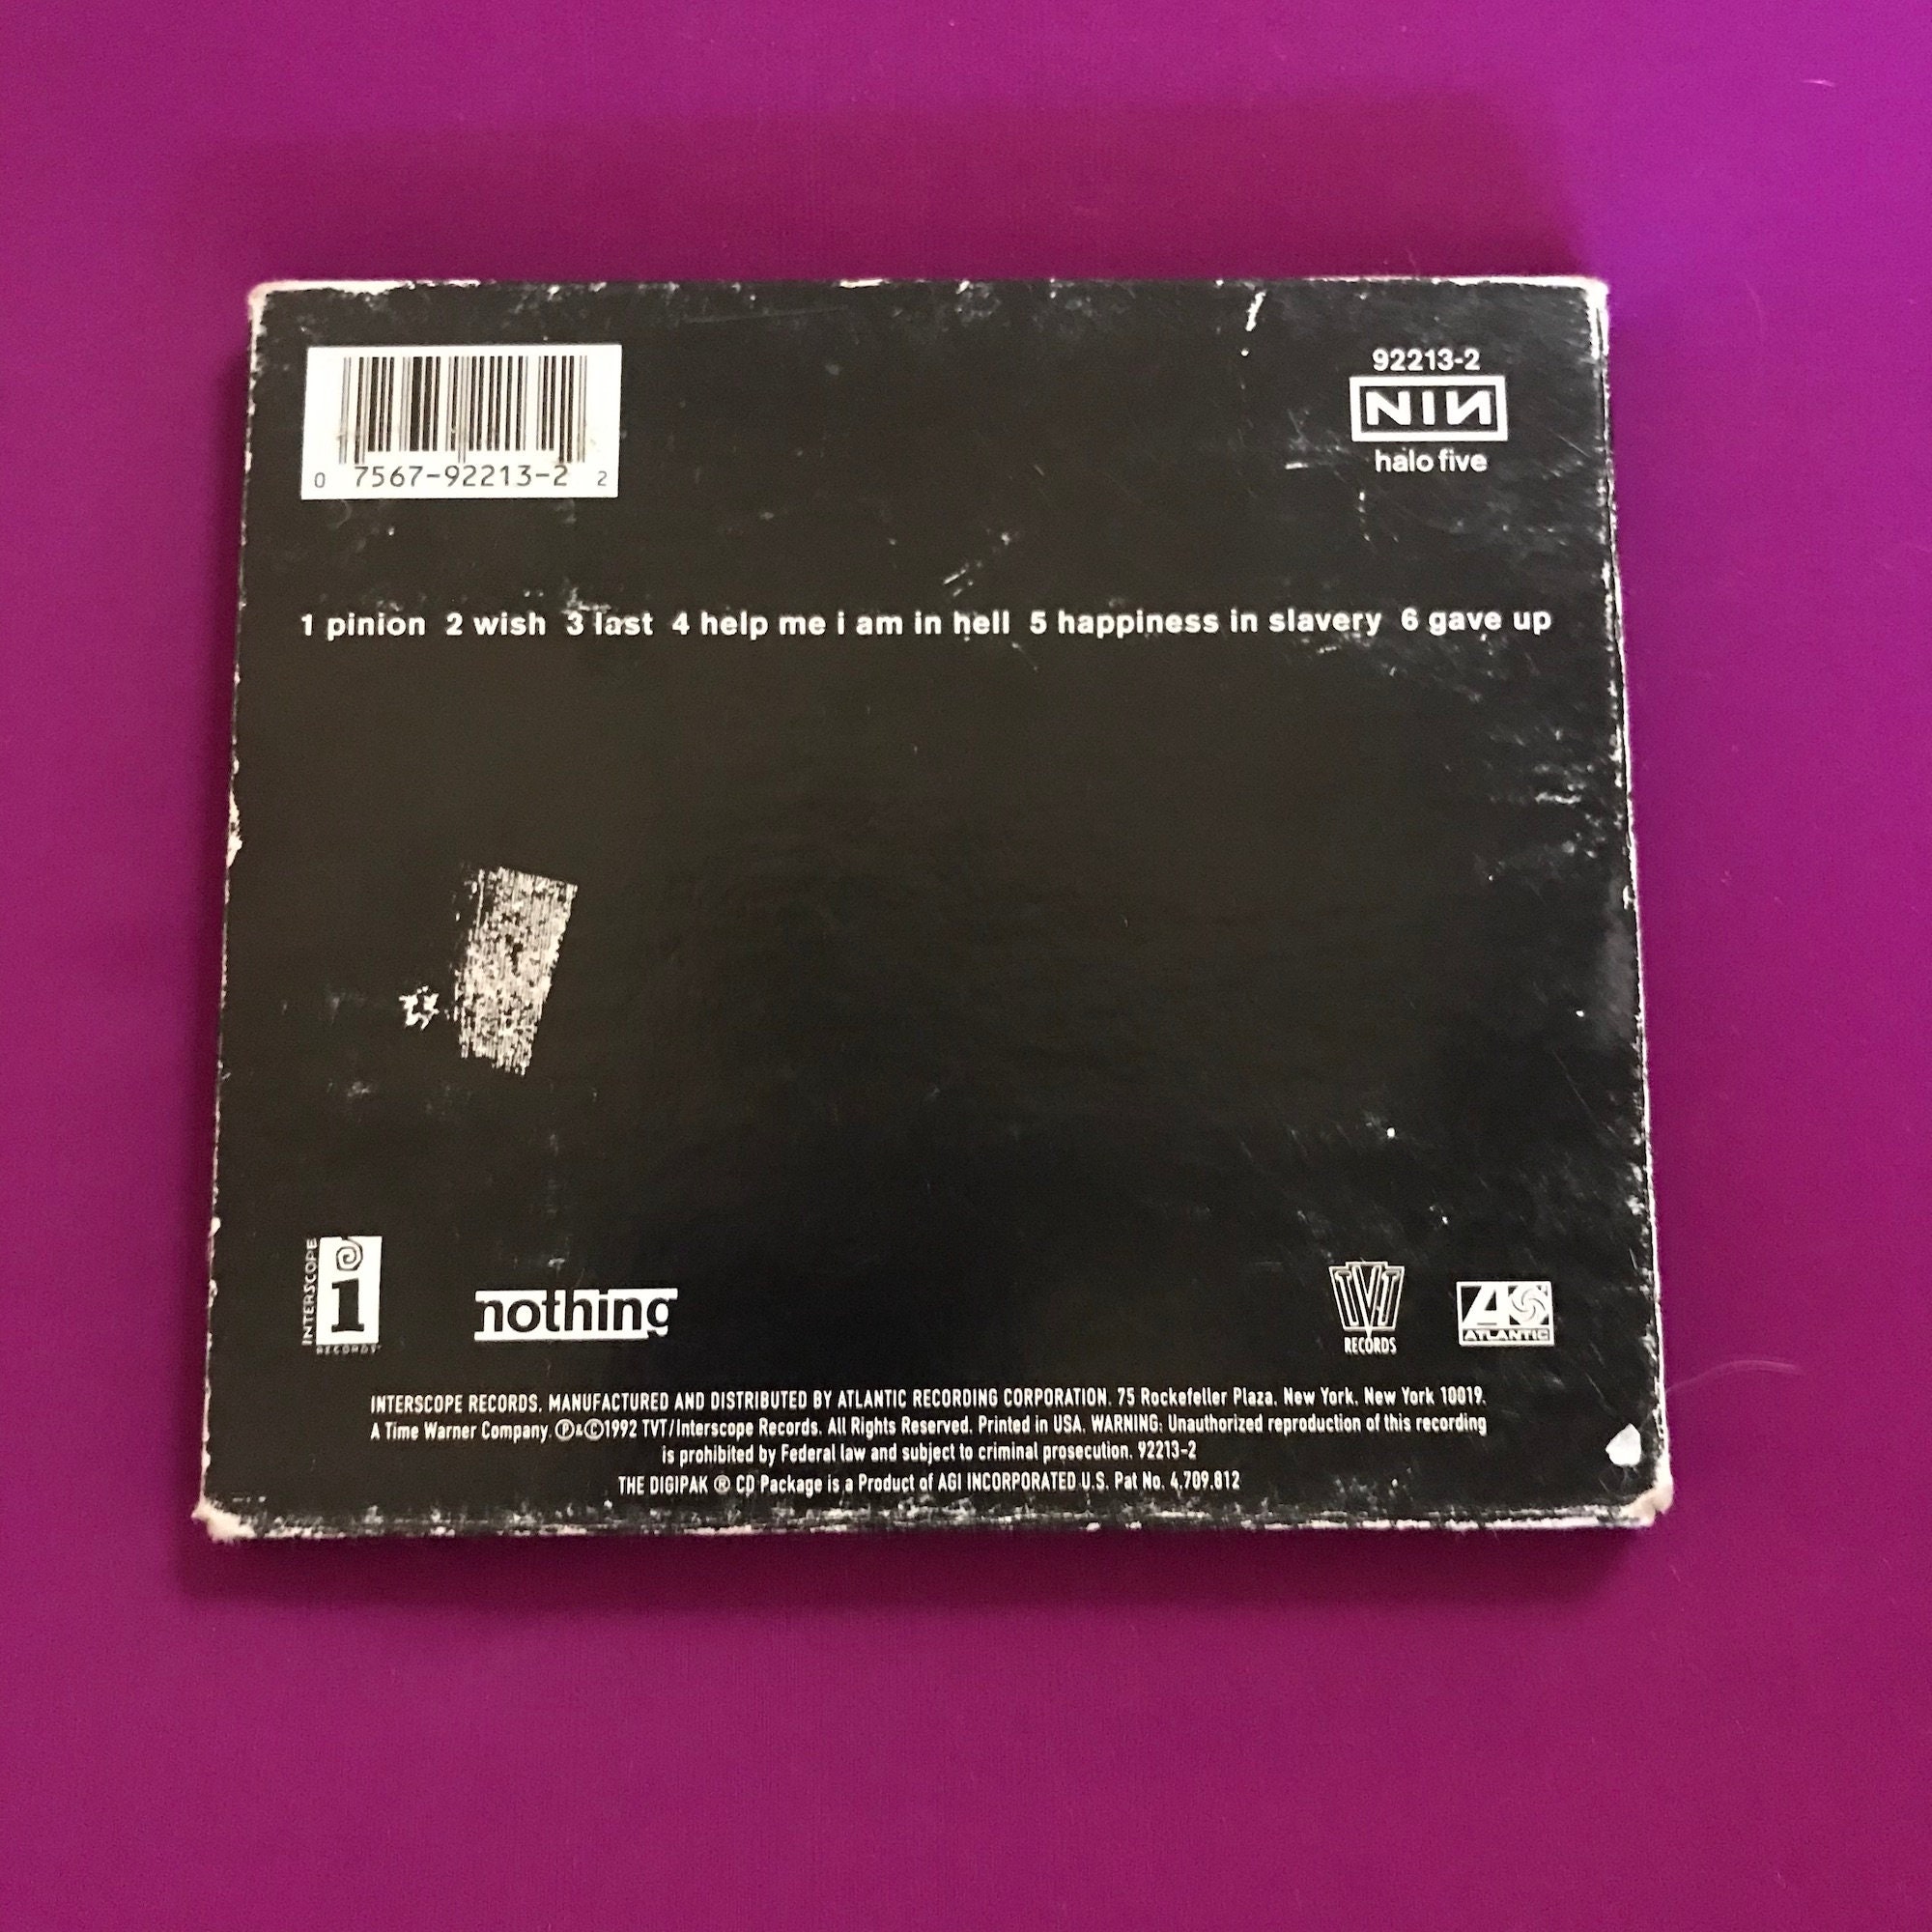 0 7567-92213-2 2
92213-2
NIN
halo five
1 pinion 2 wish 3 last 4 help me i am in hell 5 happiness in slavery 6 gave up
INTERSCOPE
i
RECORDS
nothing
TVT
RECORDS
A
ATLANTIC
INTERSCOPE RECORDS. MANUFACTURED AND DISTRIBUTED BY ATLANTIC RECORDING CORPORATION. 75 Rockefeller Plaza. New York. New York 10019.
A Time Warner Company. Ⓟ&©1992 TVT/Interscope Records. All Rights Reserved. Printed in USA. WARNING: Unauthorized reproduction of this recording
is prohibited by Federal law and subject to criminal prosecution. 92213-2
THE DIGIPAK ® CD Package is a Product of AGI INCORPORATED U.S. Pat No. 4.709.812